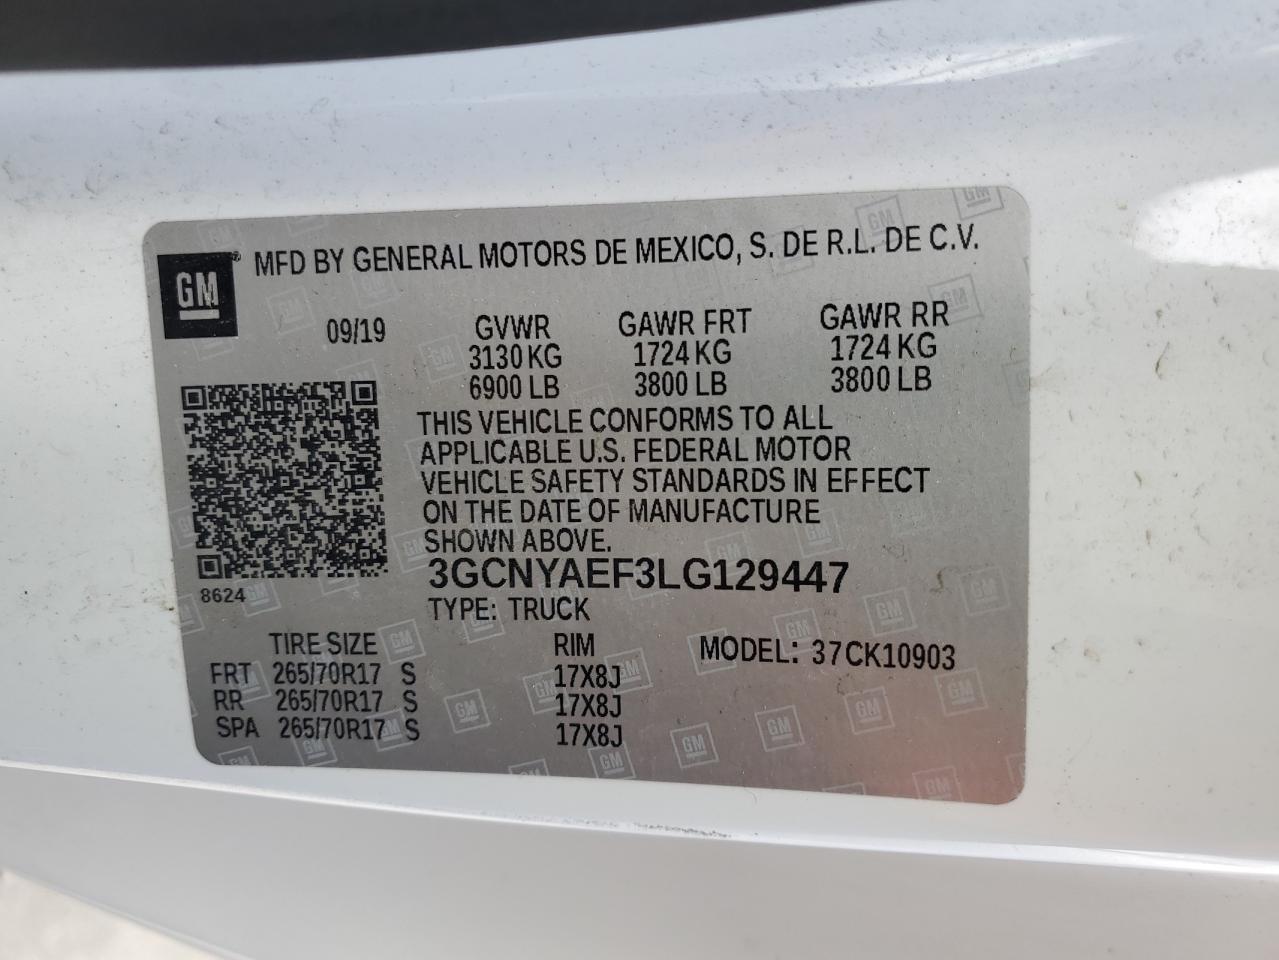 GM® MFD BY GENERAL MOTORS DE MEXICO, S. DE R.L. DE C.V.
09/19 GVWR GAWR FRT GAWR RR
3130 KG 1724 KG 1724 KG
6900 LB 3800 LB 3800 LB
THIS VEHICLE CONFORMS TO ALL
APPLICABLE U.S. FEDERAL MOTOR
VEHICLE SAFETY STANDARDS IN EFFECT
ON THE DATE OF MANUFACTURE
SHOWN ABOVE.
3GCNYAEF3LG129447
8624
TYPE: TRUCK
TIRE SIZE RIM MODEL: 37CK10903
FRT 265/70R17 S 17X8J
RR 265/70R17 S 17X8J
SPA 265/70R17 S 17X8J